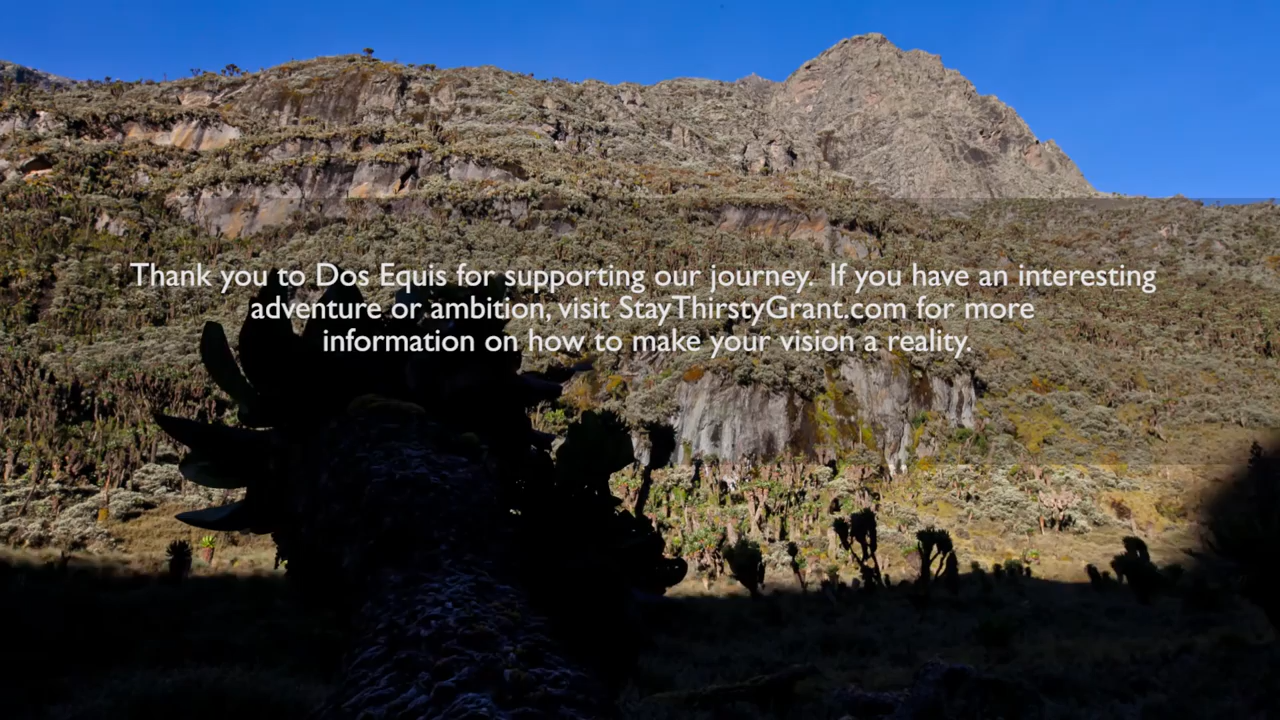 Thank you to Dos Equis for supporting our journey.  If you have an interesting
adventure or ambition, visit StayThirstyGrant.com for more
information on how to make your vision a reality.